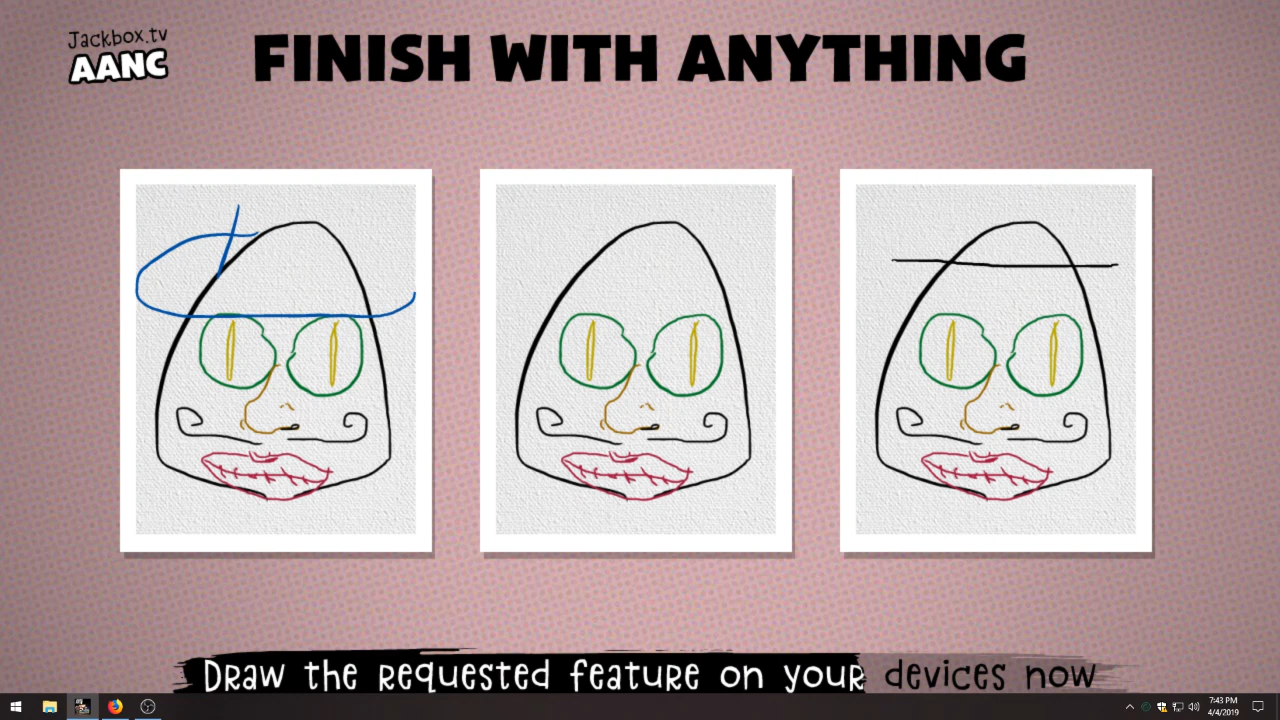 Jackbox.tv
AANC
FINISH WITH ANYTHING
Draw the requested feature on your devices now
7:43 PM
4/4/2019